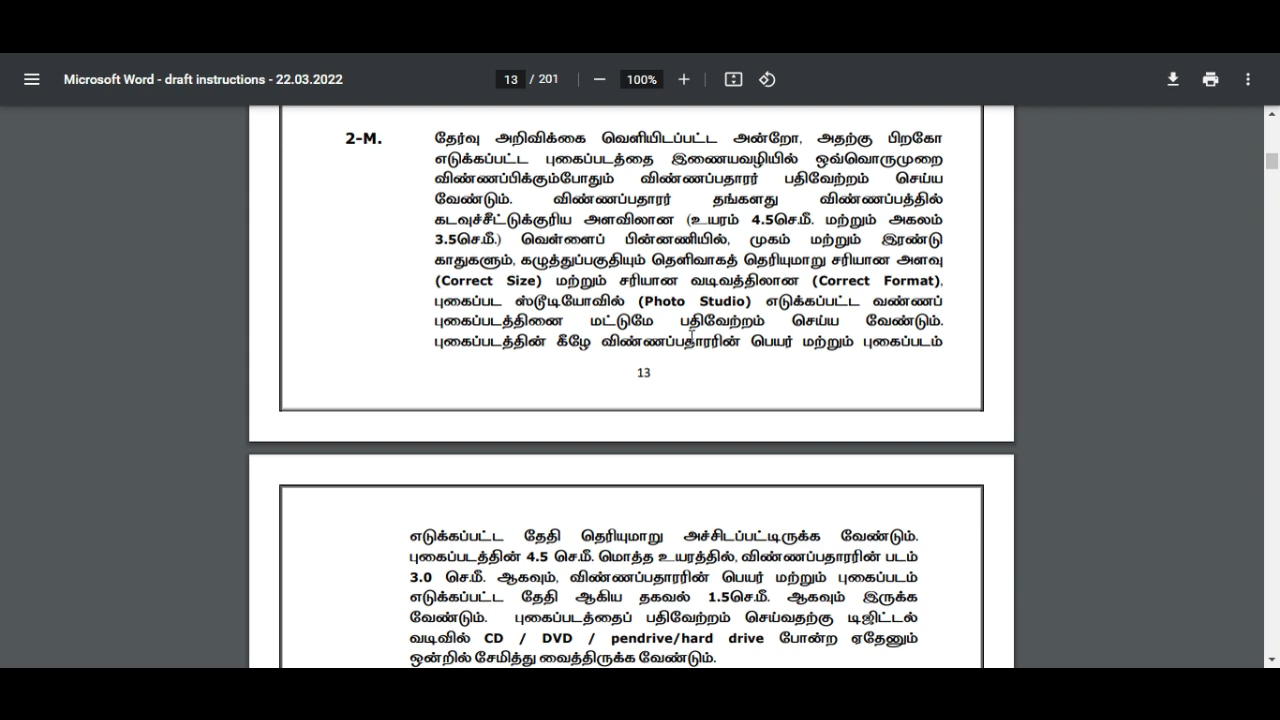 Microsoft Word - draft instructions - 22.03.2022
13 / 201
100%
2-M. தேர்வு அறிவிக்கை வெளியிடப்பட்ட அன்றோ, அதற்கு பிறகோ
எடுக்கப்பட்ட புகைப்படத்தை இணையவழியில் ஒவ்வொருமுறை
விண்ணப்பிக்கும்போதும் விண்ணப்பதாரர் பதிவேற்றம் செய்ய
வேண்டும். விண்ணப்பதாரர் தங்களது விண்ணப்பத்தில்
கடவுச்சீட்டுக்குரிய அளவிலான (உயரம் 4.5செ.மீ. மற்றும் அகலம்
3.5செ.மீ.) வெள்ளைப் பின்னணியில், முகம் மற்றும் இரண்டு
காதுகளும், கழுத்துப்பகுதியும் தெளிவாகத் தெரியுமாறு சரியான அளவு
(Correct Size) மற்றும் சரியான வடிவத்திலான (Correct Format),
புகைப்பட ஸ்டூடியோவில் (Photo Studio) எடுக்கப்பட்ட வண்ணப்
புகைப்படத்தினை மட்டுமே பதிவேற்றம் செய்ய வேண்டும்.
புகைப்படத்தின் கீழே விண்ணப்பதாரரின் பெயர் மற்றும் புகைப்படம்
13
எடுக்கப்பட்ட தேதி தெரியுமாறு அச்சிடப்பட்டிருக்க வேண்டும்.
புகைப்படத்தின் 4.5 செ.மீ. மொத்த உயரத்தில், விண்ணப்பதாரரின் படம்
3.0 செ.மீ. ஆகவும், விண்ணப்பதாரரின் பெயர் மற்றும் புகைப்படம்
எடுக்கப்பட்ட தேதி ஆகிய தகவல் 1.5செ.மீ. ஆகவும் இருக்க
வேண்டும். புகைப்படத்தைப் பதிவேற்றம் செய்வதற்கு டிஜிட்டல்
வடிவில் CD / DVD / pendrive/hard drive போன்ற ஏதேனும்
ஒன்றில் சேமித்து வைத்திருக்க வேண்டும்.